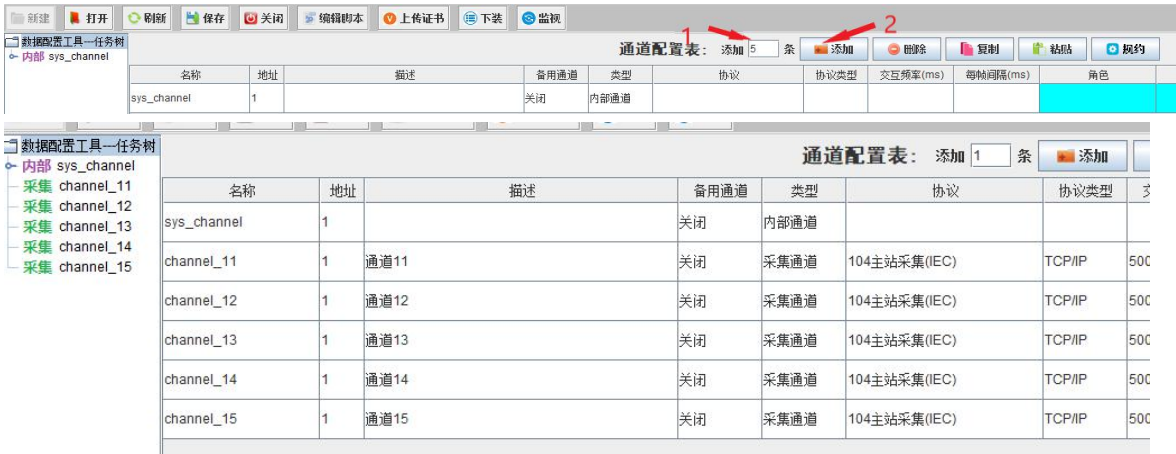 新建 打开 刷新 保存 关闭 编辑脚本 上传证书 下装 监视
1 2
数据配置工具---任务树
内部 sys_channel
通道配置表: 添加 5 条 添加 删除 复制 粘贴 规约
名称 地址 描述 备用通道 类型 协议 协议类型 交互频率(ms) 每帧间隔(ms) 角色
sys_channel 1 关闭 内部通道
数据配置工具---任务树
内部 sys_channel
采集 channel_11
采集 channel_12
采集 channel_13
采集 channel_14
采集 channel_15
通道配置表: 添加 1 条 添加
名称 地址 描述 备用通道 类型 协议 协议类型
sys_channel 1 关闭 内部通道
channel_11 1 通道11 关闭 采集通道 104主站采集(IEC) TCP/IP 500
channel_12 1 通道12 关闭 采集通道 104主站采集(IEC) TCP/IP 500
channel_13 1 通道13 关闭 采集通道 104主站采集(IEC) TCP/IP 500
channel_14 1 通道14 关闭 采集通道 104主站采集(IEC) TCP/IP 500
channel_15 1 通道15 关闭 采集通道 104主站采集(IEC) TCP/IP 500